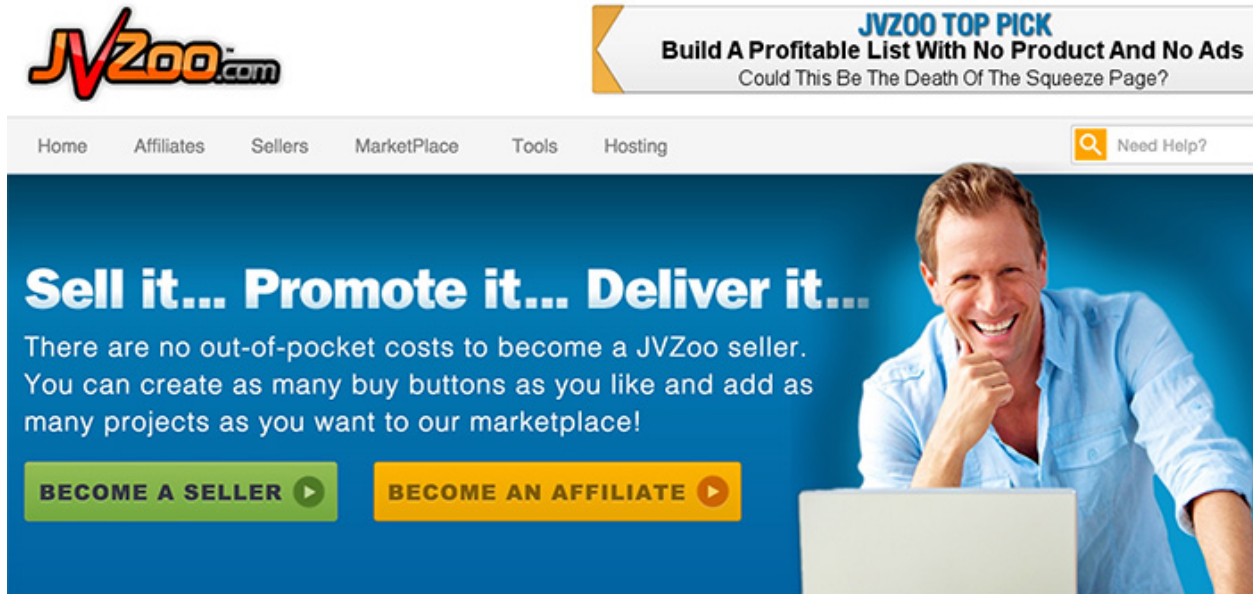 JVZoo.com™
JVZOO TOP PICK
Build A Profitable List With No Product And No Ads
Could This Be The Death Of The Squeeze Page?
Home Affiliates Sellers MarketPlace Tools Hosting Need Help?
Sell it... Promote it... Deliver it...
There are no out-of-pocket costs to become a JVZoo seller.
You can create as many buy buttons as you like and add as
many projects as you want to our marketplace!
BECOME A SELLER BECOME AN AFFILIATE